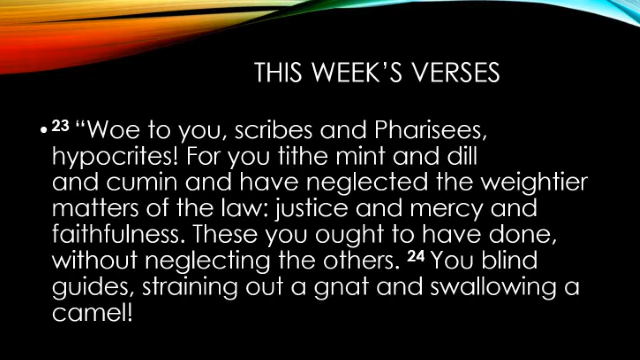 THIS WEEK’S VERSES
• 23 “Woe to you, scribes and Pharisees,
hypocrites! For you tithe mint and dill
and cumin and have neglected the weightier
matters of the law: justice and mercy and
faithfulness. These you ought to have done,
without neglecting the others. 24 You blind
guides, straining out a gnat and swallowing a
camel!